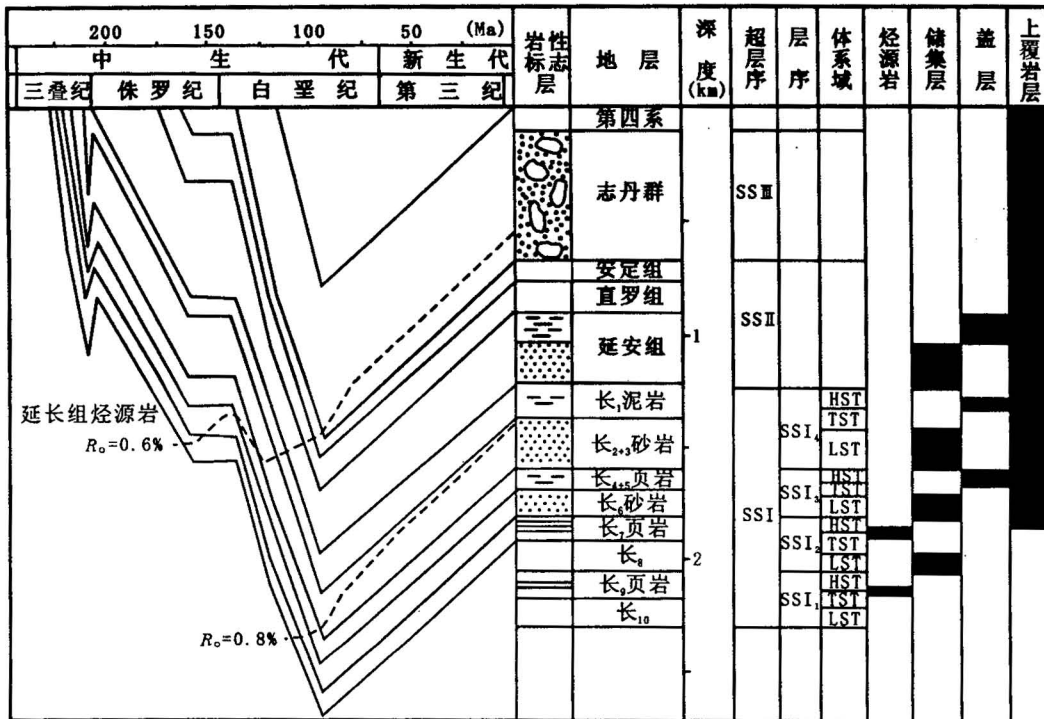 200 150 50 (Ma)
中 生 代 新 生 代
三叠纪 侏罗纪 白垩纪 第三纪
岩性标志层
地层
深度(km)
超层序
层序
体系域
烃源岩
储集层
盖层
上覆岩层
第四系
志丹群
SSⅢ
安定组
直罗组
SSⅡ
1
延安组
长₁泥岩
HST
TST
SSI₄
长₂₊₃砂岩
LST
长₄₊₅页岩
HST
TST
SSI₃
长₆砂岩
LST
SSI
长₇页岩
HST
SSI₂
TST
长₈
2
LST
长₉页岩
HST
SSI₁
TST
长₁₀
LST
延长组烃源岩
Rₒ=0.6%
Rₒ=0.8%